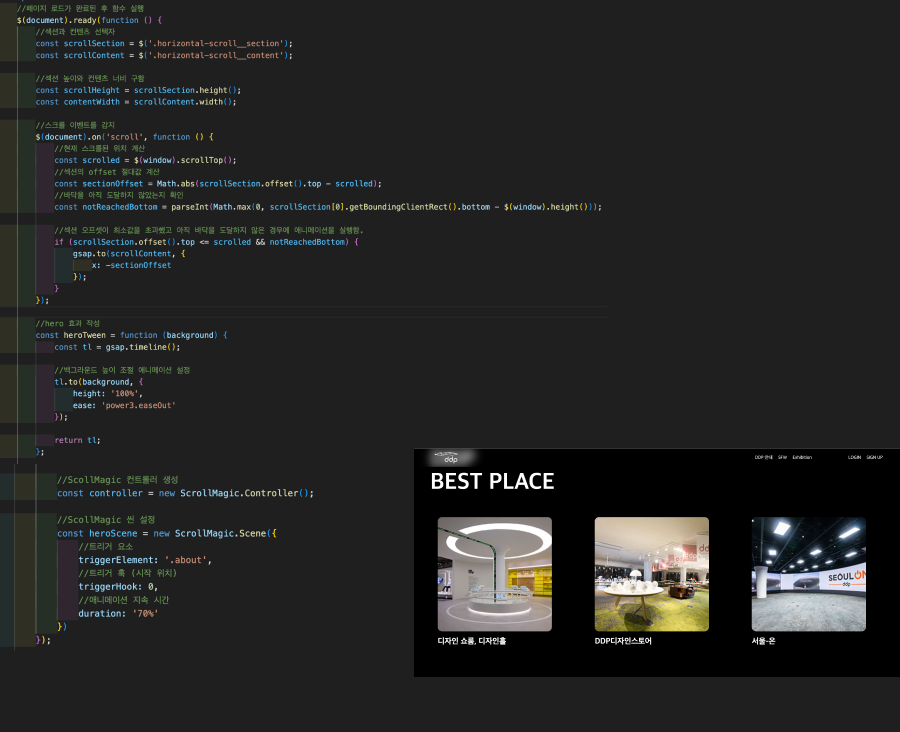 //페이지 로드가 완료된 후 함수 실행
$(document).ready(function () {
//섹션과 컨텐츠 선택자
const scrollSection = $('.horizontal-scroll__section');
const scrollContent = $('.horizontal-scroll__content');
//섹션 높이와 컨텐츠 너비 구함
const scrollHeight = scrollSection.height();
const contentWidth = scrollContent.width();
//스크롤 이벤트를 감지
$(document).on('scroll', function () {
//현재 스크롤된 위치 계산
const scrolled = $(window).scrollTop();
//섹션의 offset 절대값 계산
const sectionOffset = Math.abs(scrollSection.offset().top - scrolled);
//바닥을 아직 도달하지 않았는지 확인
const notReachedBottom = parseInt(Math.max(0, scrollSection[0].getBoundingClientRect().bottom - $(window).height()));
//섹션 오프셋이 최소값을 초과했고 아직 바닥을 도달하지 않은 경우에 애니메이션을 실행함.
if (scrollSection.offset().top <= scrolled && notReachedBottom) {
gsap.to(scrollContent, {
x: -sectionOffset
});
}
});
//hero 효과 작성
const heroTween = function (background) {
const tl = gsap.timeline();
//백그라운드 높이 조절 애니메이션 설정
tl.to(background, {
height: '100%',
ease: 'power3.easeOut'
});
return tl;
};
//ScollMagic 컨트롤러 생성
const controller = new ScrollMagic.Controller();
//ScollMagic 씬 설정
const heroScene = new ScrollMagic.Scene({
//트리거 요소
triggerElement: '.about',
//트리거 훅 (시작 위치)
triggerHook: 0,
//애니메이션 지속 시간
duration: '70%'
})
});
ddp
DDP 안내 SFW Exhibition LOGIN SIGN UP
BEST PLACE
SEOULON
ddp
디자인 쇼룸, 디자인홀 DDP디자인스토어 서울-온